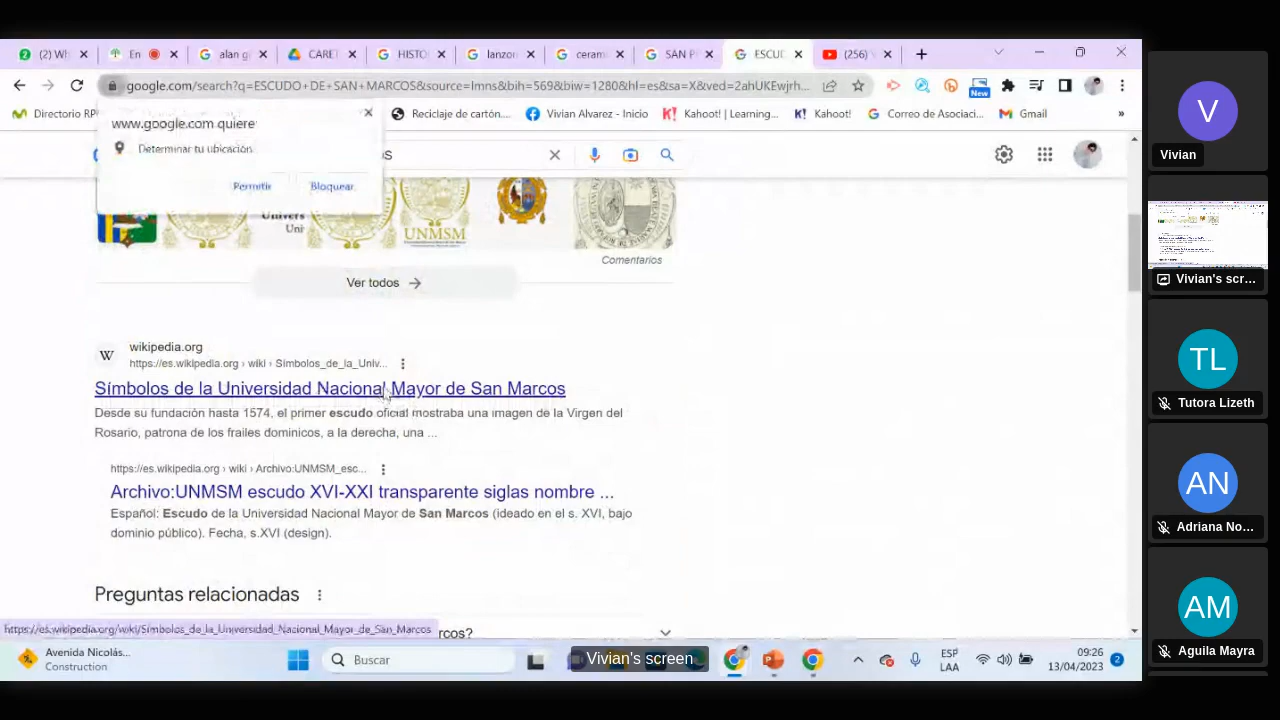 (2) Wh
En
alan g
CARET
HISTO
lanzon
ceram
SAN P
ESCUD
(256) Y
google.com/search?q=ESCUDO+DE+SAN+MARCOS&source=lmns&bih=569&biw=1280&hl=es&sa=X&ved=2ahUKEwjrh...
New
Directorio RP
Reciclaje de cartón....
Vivian Alvarez - Inicio
Kahoot! | Learning...
Kahoot!
Correo de Asociaci...
Gmail
»
www.google.com quiere
Determinar tu ubicación
Permitir
Bloquear
S
Univers
Uni
UNMSM
Comentarios
Ver todos
W
wikipedia.org
https://es.wikipedia.org › wiki › Símbolos_de_la_Univ...
Símbolos de la Universidad Nacional Mayor de San Marcos
Desde su fundación hasta 1574, el primer escudo oficial mostraba una imagen de la Virgen del
Rosario, patrona de los frailes dominicos, a la derecha, una ...
https://es.wikipedia.org › wiki › Archivo:UNMSM_esc...
Archivo:UNMSM escudo XVI-XXI transparente siglas nombre ...
Español: Escudo de la Universidad Nacional Mayor de San Marcos (ideado en el s. XVI, bajo
dominio público). Fecha, s.XVI (design).
Preguntas relacionadas
rcos?
https://es.wikipedia.org/wiki/Símbolos_de_la_Universidad_Nacional_Mayor_de_San_Marcos
Avenida Nicolás...
Construction
Buscar
Vivian's screen
ESP
LAA
09:26
13/04/2023
2
V
Vivian
Vivian's scr...
TL
Tutora Lizeth
AN
Adriana No...
AM
Aguila Mayra